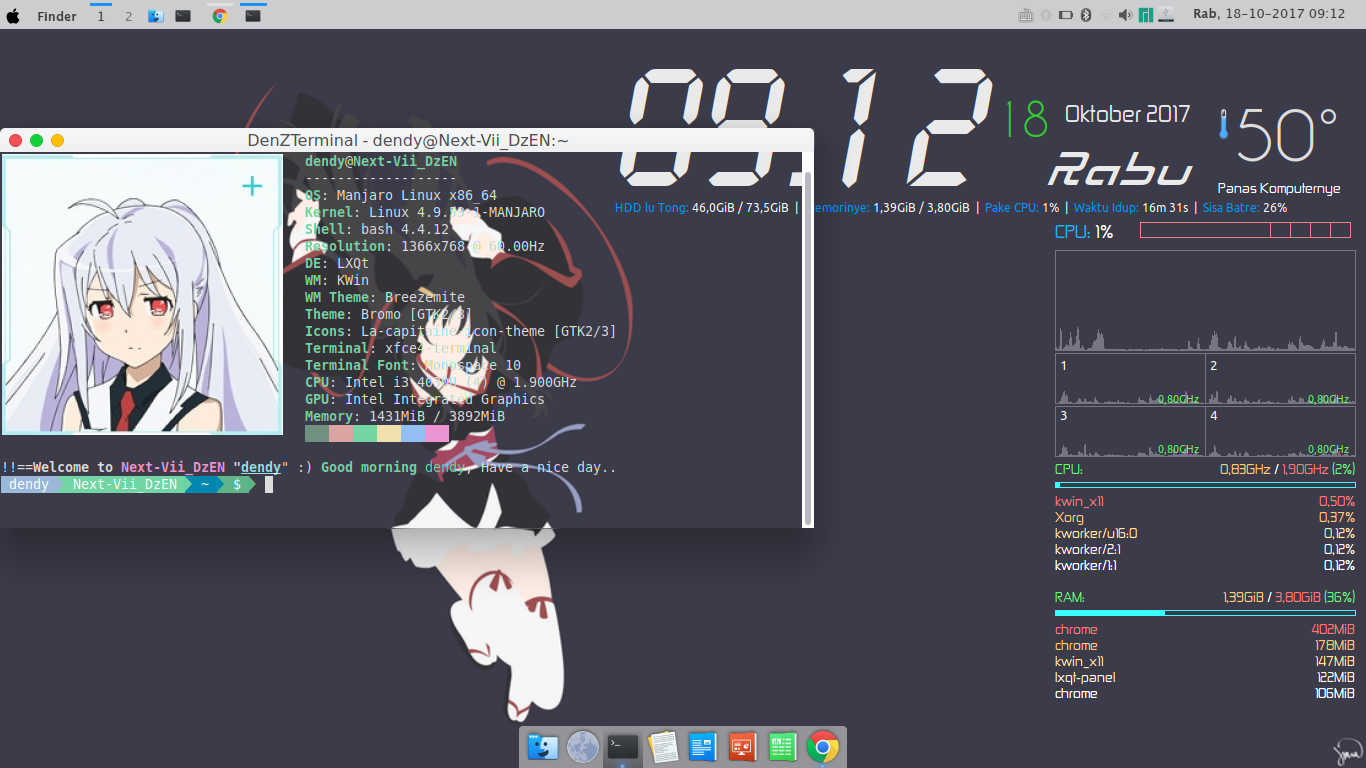 Finder 1 2 Rab, 18-10-2017 09:12
09.12
18 Oktober 2017
50°
Rabu
Panas Komputernye
HDD lu Tong: 46,0GiB / 73,5GiB | emorinye: 1,39GiB / 3,80GiB | Pake CPU: 1% | Waktu Idup: 16m 31s | Sisa Batre: 26%
DenZTerminal - dendy@Next-Vii_DzEN:~
dendy@Next-Vii_DzEN
-------------------
OS: Manjaro Linux x86_64
Kernel: Linux 4.9. -1-MANJARO
Shell: bash 4.4.12
Resolution: 1366x768 @ 60.00Hz
DE: LXQt
WM: KWin
WM Theme: Breezemite
Theme: Bromo [GTK2/3]
Icons: La-capitaine-icon-theme [GTK2/3]
Terminal: xfce4-terminal
Terminal Font: Monospace 10
CPU: Intel i3-4030U (4) @ 1.900GHz
GPU: Intel Integrated Graphics
Memory: 1431MiB / 3892MiB
!!==Welcome to Next-Vii_DzEN "dendy" :) Good morning dendy, Have a nice day..
dendy Next-Vii_DzEN ~ $
CPU: 1%
1 2
0,80GHz 0,80GHz
3 4
0,80GHz 0,80GHz
CPU: 0,83GHz / 1,90GHz (2%)
kwin_x11 0,50%
Xorg 0,37%
kworker/u16:0 0,12%
kworker/2:1 0,12%
kworker/1:1 0,12%
RAM: 1,39GiB / 3,80GiB (36%)
chrome 402MiB
chrome 178MiB
kwin_x11 147MiB
lxqt-panel 122MiB
chrome 106MiB